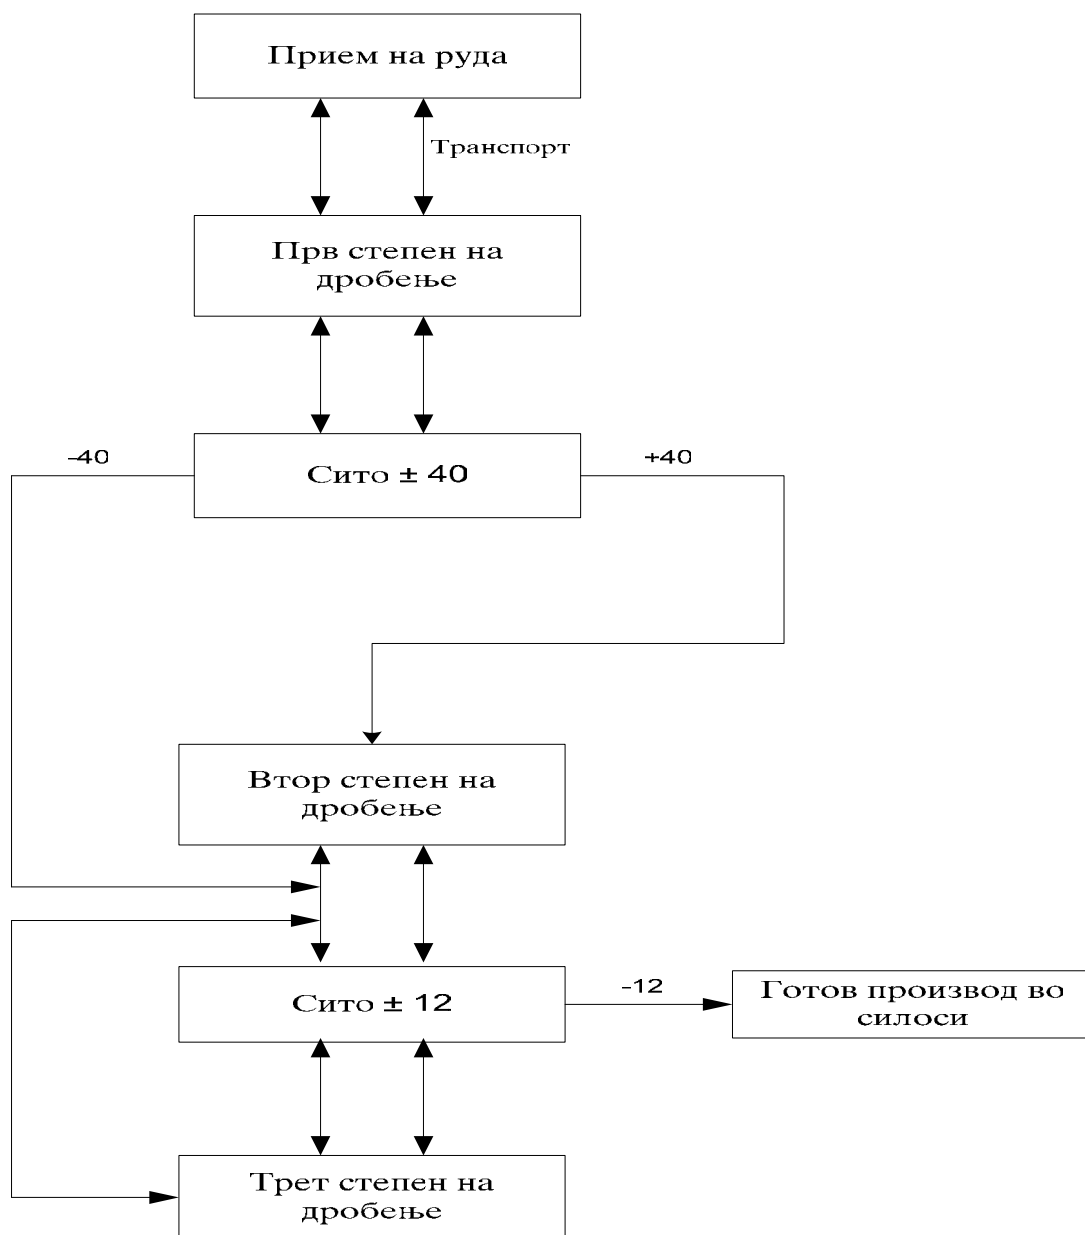 Прием на руда
Транспорт
Прв степен на
дробење
-40
+40
Сито ± 40
Втор степен на
дробење
Сито ± 12
-12
Готов производ во
силоси
Трет степен на
дробење